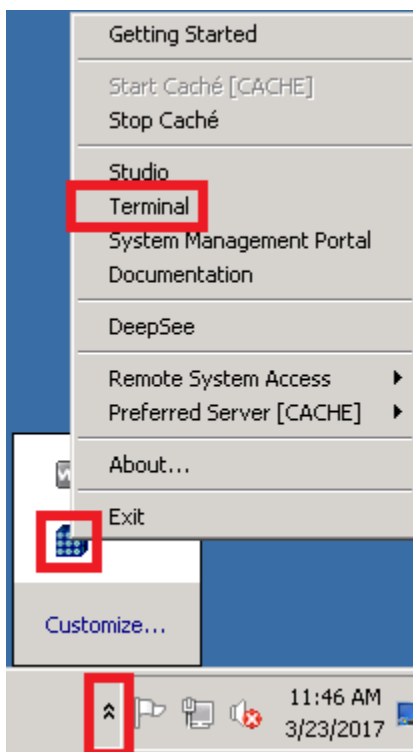 Getting Started
Start Caché [CACHE]
Stop Caché
Studio
Terminal
System Management Portal
Documentation
DeepSee
Remote System Access
Preferred Server [CACHE]
About...
Exit
Customize...
11:46 AM
3/23/2017